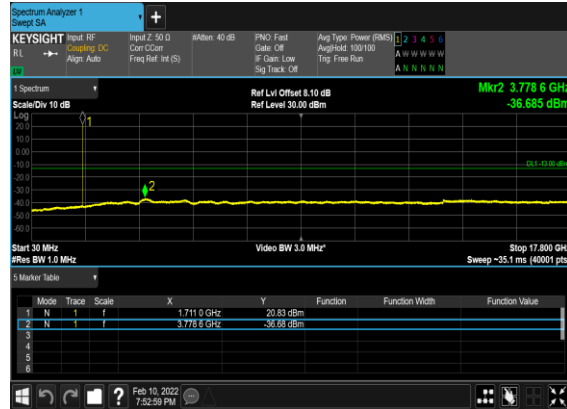 Spectrum Analyzer 1
Swept SA
+
KEYSIGHT Input: RF Input Z: 50 Ω #Atten: 40 dB PNO: Fast Avg Type: Power (RMS) 1 2 3 4 5 6
RL Coupling: DC Corr CCorr Gate: Off Avg|Hold: 100/100 A W W W W W
Align: Auto Freq Ref: Int (S) IF Gain: Low Trig: Free Run
Sig Track: Off A N N N N N
1 Spectrum Ref Lvl Offset 8.10 dB Mkr2 3.778 6 GHz
Scale/Div 10 dB Ref Level 30.00 dBm -36.685 dBm
Log
20.0
10.0
0.00
-10.0
-20.0
-30.0
-40.0
-50.0
-60.0
1
2
DL1 -13.00 dBm
Start 30 MHz Video BW 3.0 MHz* Stop 17.800 GHz
#Res BW 1.0 MHz Sweep ~35.1 ms (40001 pts)
5 Marker Table
Mode Trace Scale X Y Function Function Width Function Value
1 N 1 f 1.711 0 GHz 20.83 dBm
2 N 1 f 3.778 6 GHz -36.68 dBm
3
4
5
6
? Feb 10, 2022
7:52:59 PM